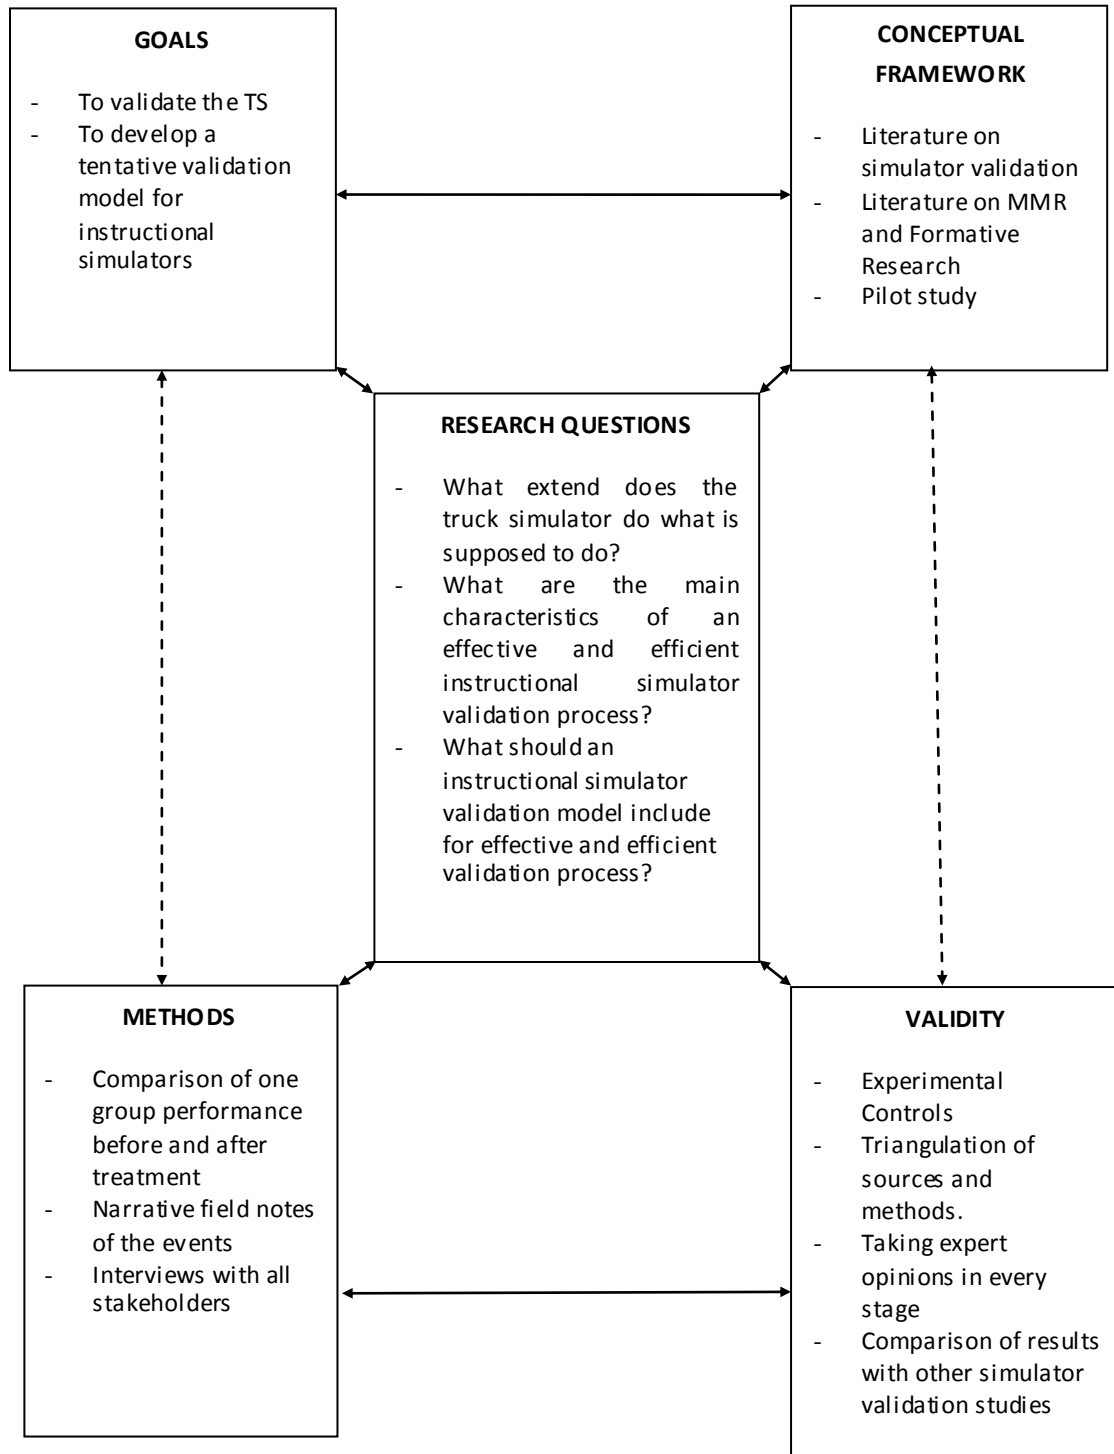 GOALS
- To validate the TS
- To develop a
tentative validation
model for
instructional
simulators
CONCEPTUAL
FRAMEWORK
- Literature on
simulator validation
- Literature on MMR
and Formative
Research
- Pilot study
RESEARCH QUESTIONS
- What extend does the
truck simulator do what is
supposed to do?
- What are the main
characteristics of an
effective and efficient
instructional simulator
validation process?
- What should an
instructional simulator
validation model include
for effective and efficient
validation process?
METHODS
- Comparison of one
group performance
before and after
treatment
- Narrative field notes
of the events
- Interviews with all
stakeholders
VALIDITY
- Experimental
Controls
- Triangulation of
sources and
methods.
- Taking expert
opinions in every
stage
- Comparison of results
with other simulator
validation studies